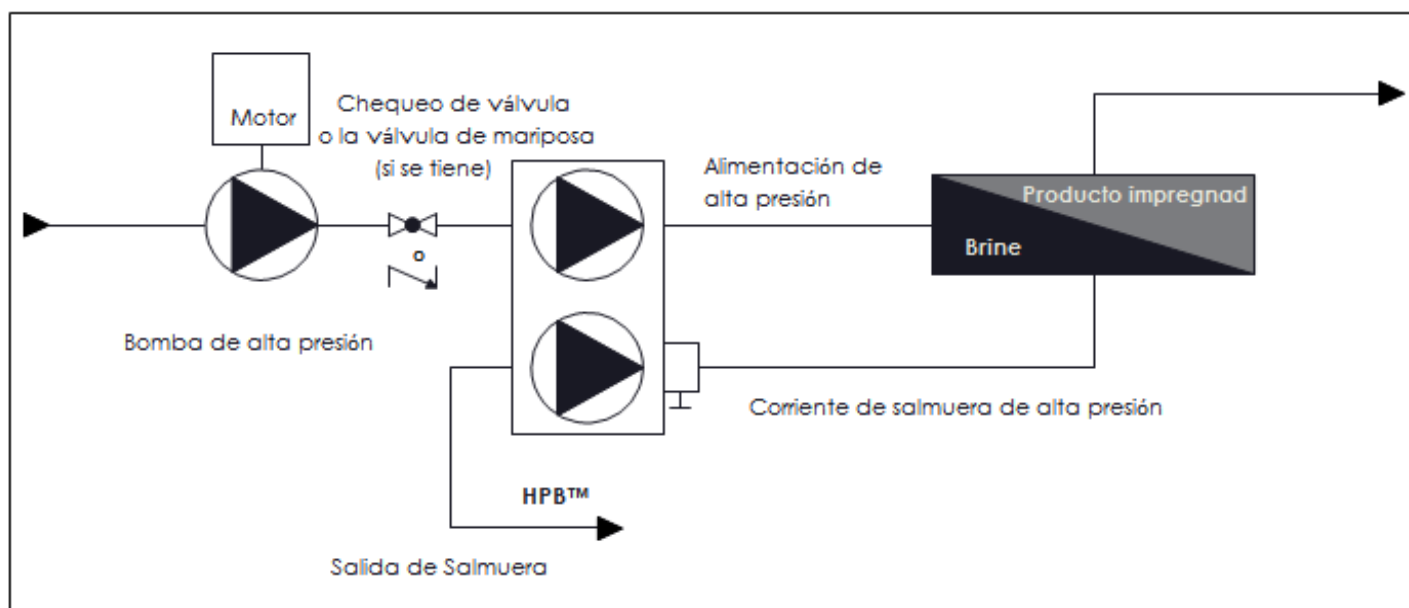 Motor
Chequeo de válvula
o la válvula de mariposa
(si se tiene)
Alimentación de
alta presión
Producto impregnad
Brine
o
Bomba de alta presión
Corriente de salmuera de alta presión
HPB™
Salida de Salmuera